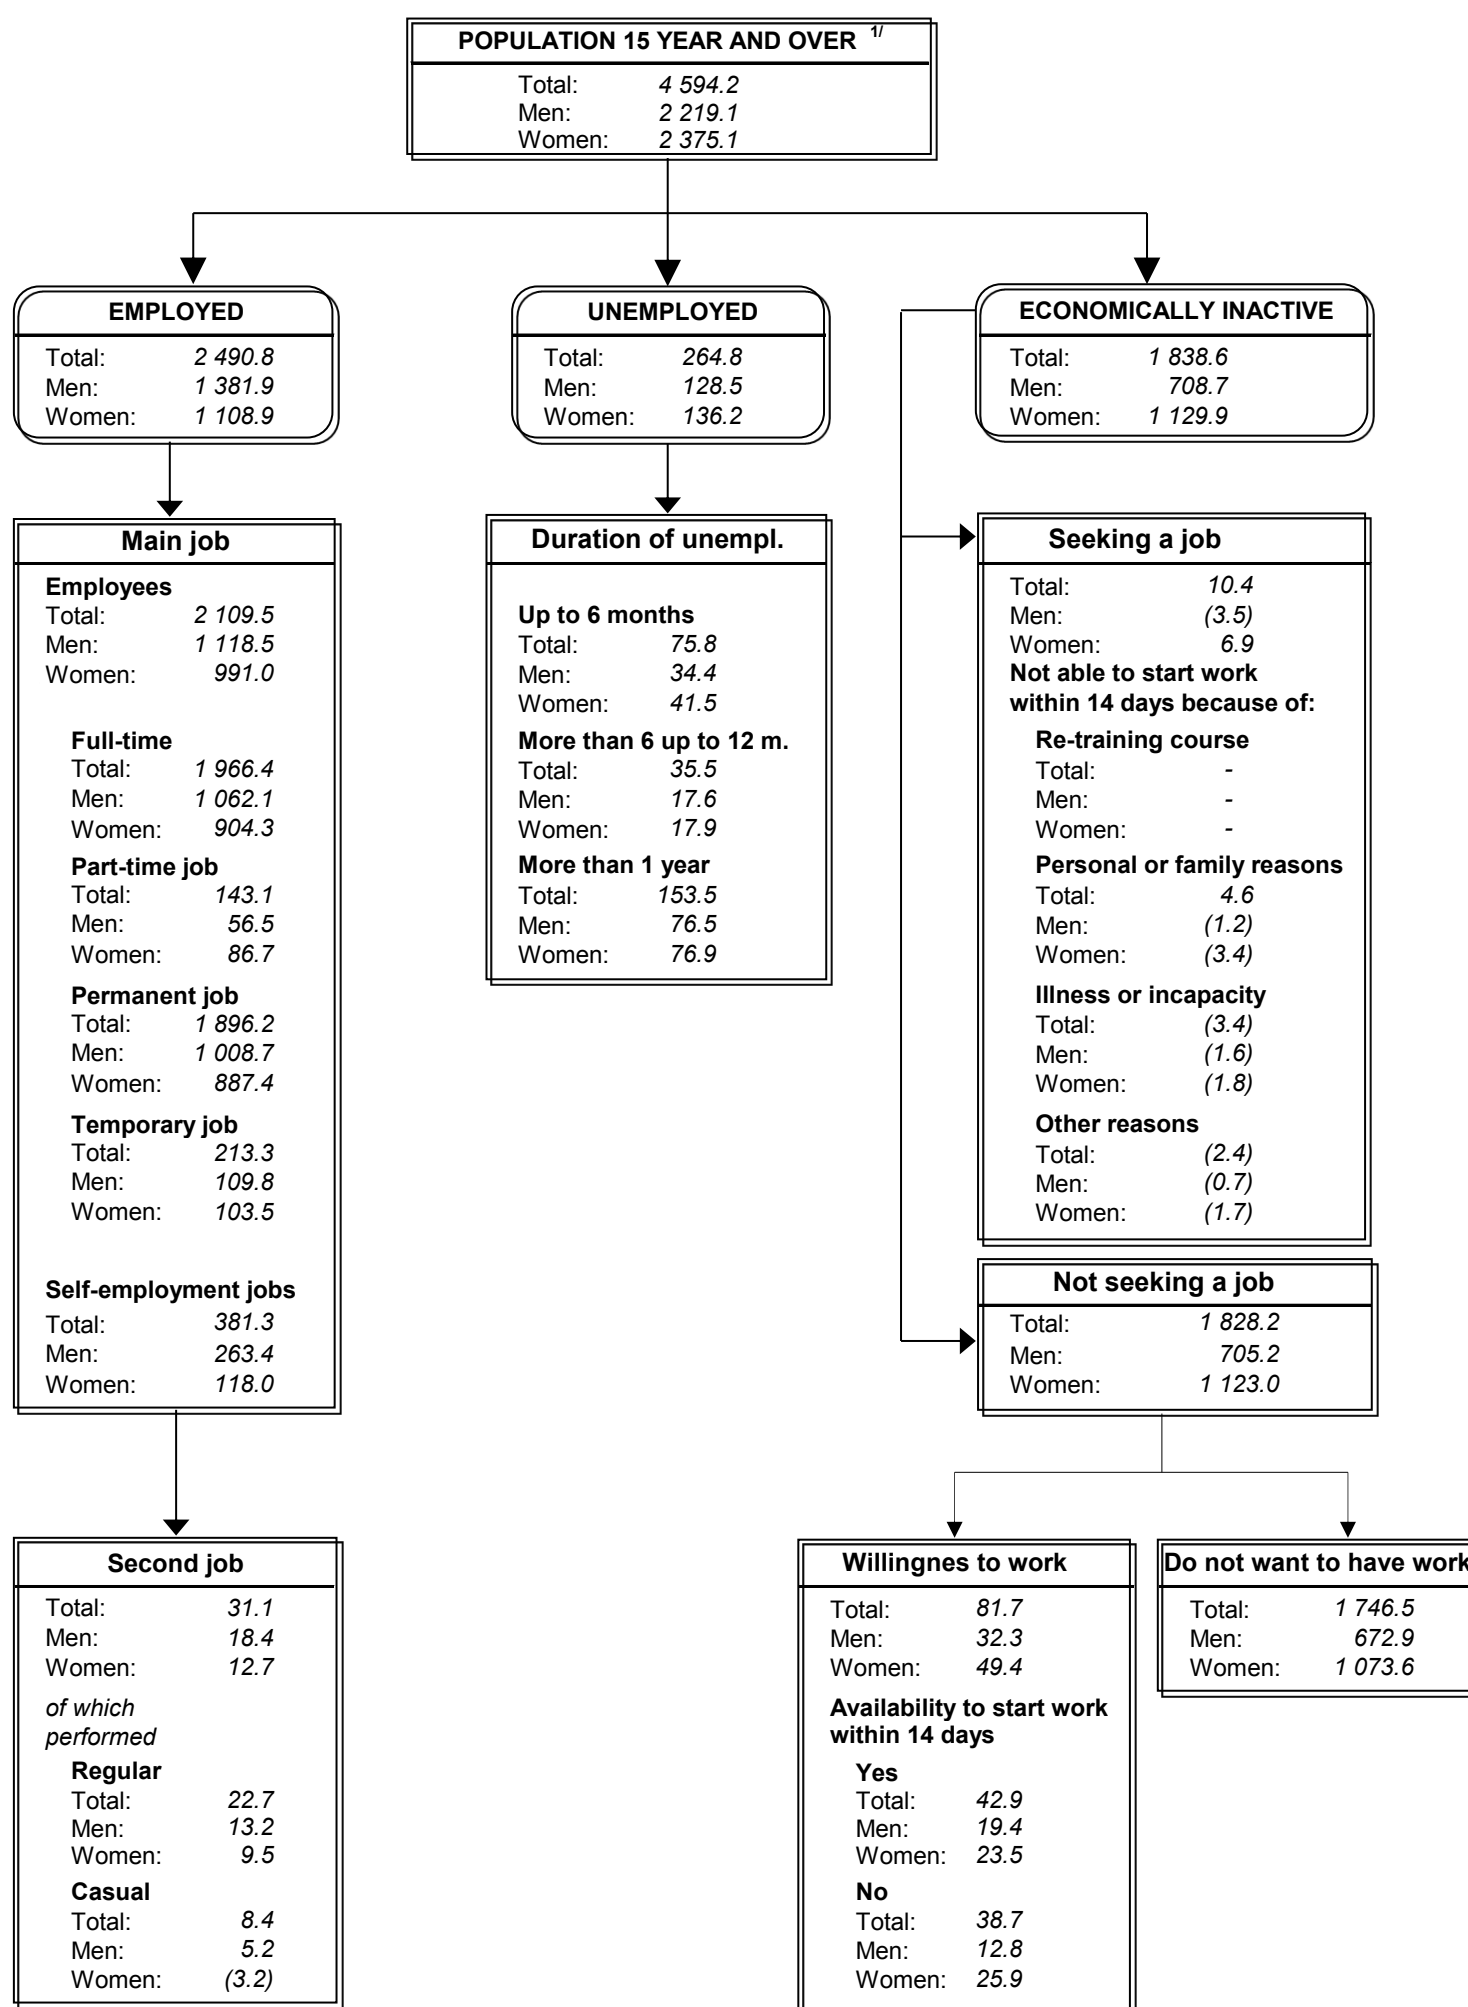 POPULATION 15 YEAR AND OVER 1/
Total: 4 594.2
Men: 2 219.1
Women: 2 375.1
EMPLOYED
Total: 2 490.8
Men: 1 381.9
Women: 1 108.9
UNEMPLOYED
Total: 264.8
Men: 128.5
Women: 136.2
ECONOMICALLY INACTIVE
Total: 1 838.6
Men: 708.7
Women: 1 129.9
Main job
Employees
Total: 2 109.5
Men: 1 118.5
Women: 991.0
Full-time
Total: 1 966.4
Men: 1 062.1
Women: 904.3
Part-time job
Total: 143.1
Men: 56.5
Women: 86.7
Permanent job
Total: 1 896.2
Men: 1 008.7
Women: 887.4
Temporary job
Total: 213.3
Men: 109.8
Women: 103.5
Self-employment jobs
Total: 381.3
Men: 263.4
Women: 118.0
Duration of unempl.
Up to 6 months
Total: 75.8
Men: 34.4
Women: 41.5
More than 6 up to 12 m.
Total: 35.5
Men: 17.6
Women: 17.9
More than 1 year
Total: 153.5
Men: 76.5
Women: 76.9
Seeking a job
Total: 10.4
Men: (3.5)
Women: 6.9
Not able to start work
within 14 days because of:
Re-training course
Total: -
Men: -
Women: -
Personal or family reasons
Total: 4.6
Men: (1.2)
Women: (3.4)
Illness or incapacity
Total: (3.4)
Men: (1.6)
Women: (1.8)
Other reasons
Total: (2.4)
Men: (0.7)
Women: (1.7)
Not seeking a job
Total: 1 828.2
Men: 705.2
Women: 1 123.0
Second job
Total: 31.1
Men: 18.4
Women: 12.7
of which
performed
Regular
Total: 22.7
Men: 13.2
Women: 9.5
Casual
Total: 8.4
Men: 5.2
Women: (3.2)
Willingnes to work
Total: 81.7
Men: 32.3
Women: 49.4
Availability to start work
within 14 days
Yes
Total: 42.9
Men: 19.4
Women: 23.5
No
Total: 38.7
Men: 12.8
Women: 25.9
Do not want to have work
Total: 1 746.5
Men: 672.9
Women: 1 073.6